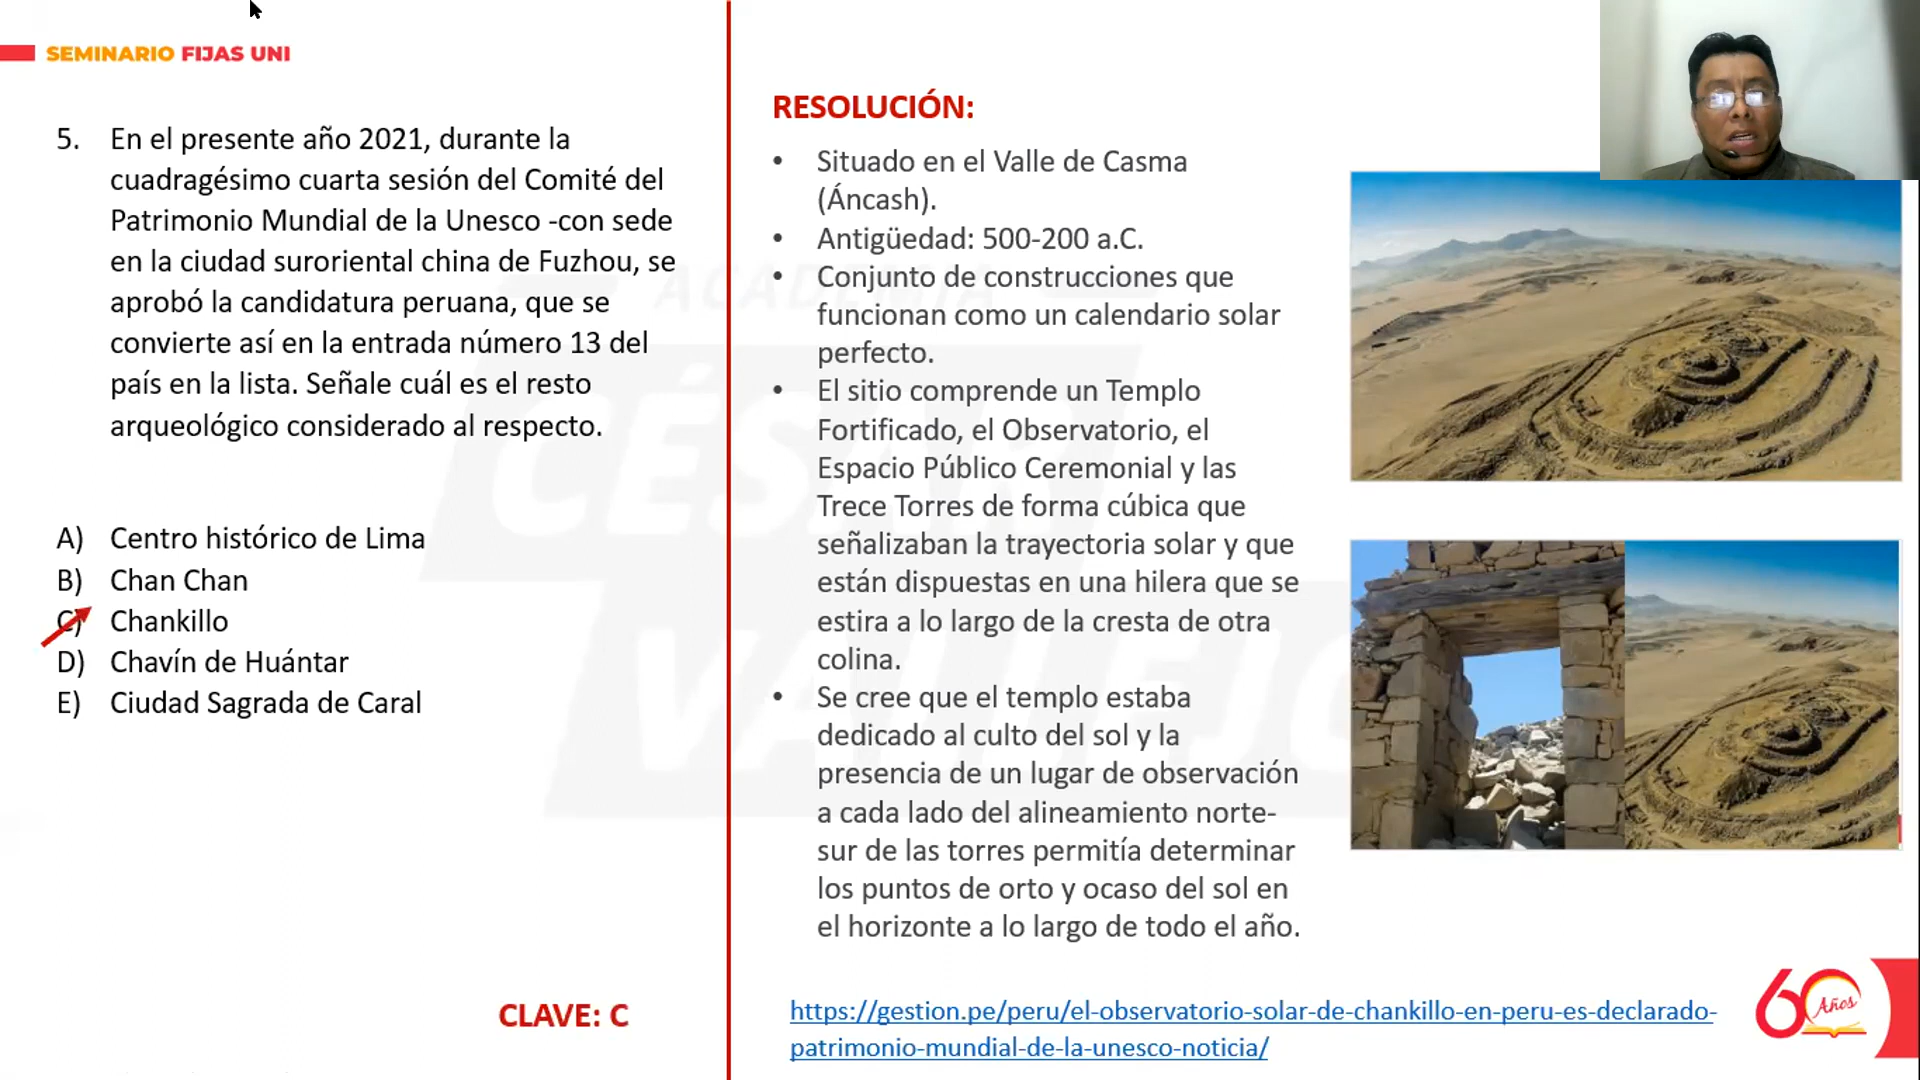 SEMINARIO FIJAS UNI
5. En el presente año 2021, durante la
cuadragésimo cuarta sesión del Comité del
Patrimonio Mundial de la Unesco -con sede
en la ciudad suroriental china de Fuzhou, se
aprobó la candidatura peruana, que se
convierte así en la entrada número 13 del
país en la lista. Señale cuál es el resto
arqueológico considerado al respecto.
A) Centro histórico de Lima
B) Chan Chan
C) Chankillo
D) Chavín de Huántar
E) Ciudad Sagrada de Caral
CLAVE: C
RESOLUCIÓN:
• Situado en el Valle de Casma
(Áncash).
• Antigüedad: 500-200 a.C.
• Conjunto de construcciones que
funcionan como un calendario solar
perfecto.
• El sitio comprende un Templo
Fortificado, el Observatorio, el
Espacio Público Ceremonial y las
Trece Torres de forma cúbica que
señalizaban la trayectoria solar y que
están dispuestas en una hilera que se
estira a lo largo de la cresta de otra
colina.
• Se cree que el templo estaba
dedicado al culto del sol y la
presencia de un lugar de observación
a cada lado del alineamiento norte-
sur de las torres permitía determinar
los puntos de orto y ocaso del sol en
el horizonte a lo largo de todo el año.
https://gestion.pe/peru/el-observatorio-solar-de-chankillo-en-peru-es-declarado-
patrimonio-mundial-de-la-unesco-noticia/
60 Años
ACADEMIA
CÉSAR
VALLEJO